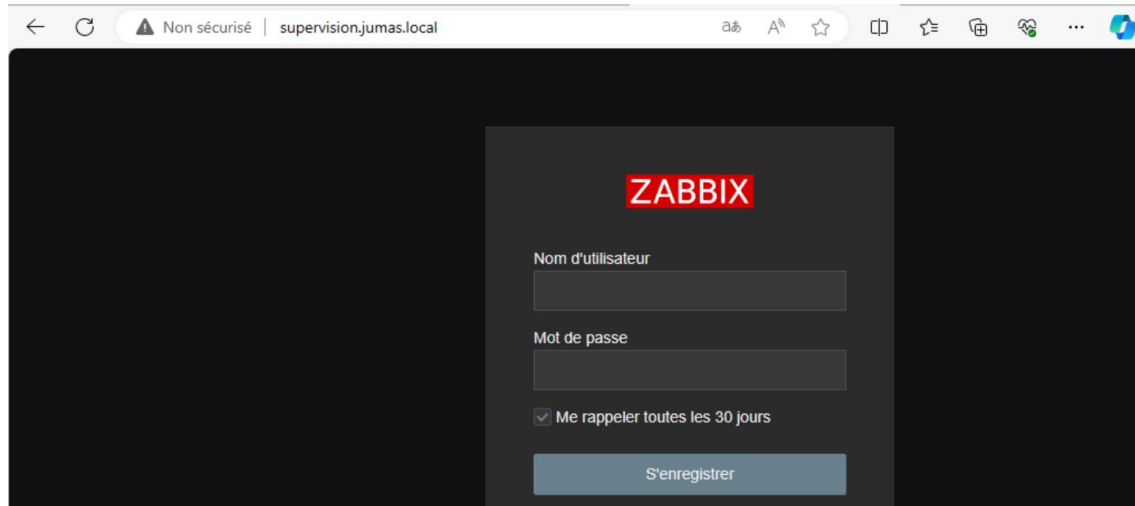 Non sécurisé | supervision.jumas.local
ZABBIX
Nom d'utilisateur
Mot de passe
Me rappeler toutes les 30 jours
S'enregistrer